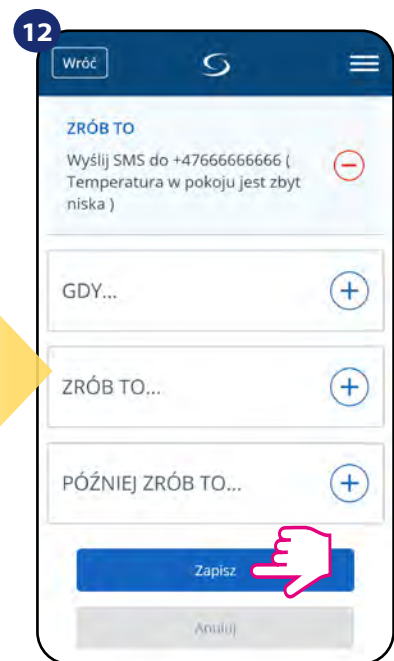 12
Wróć
ZRÓB TO
Wyślij SMS do +47666666666 (
Temperatura w pokoju jest zbyt
niska )
GDY...
ZRÓB TO...
PÓŹNIEJ ZRÓB TO...
Zapisz
Anuluj